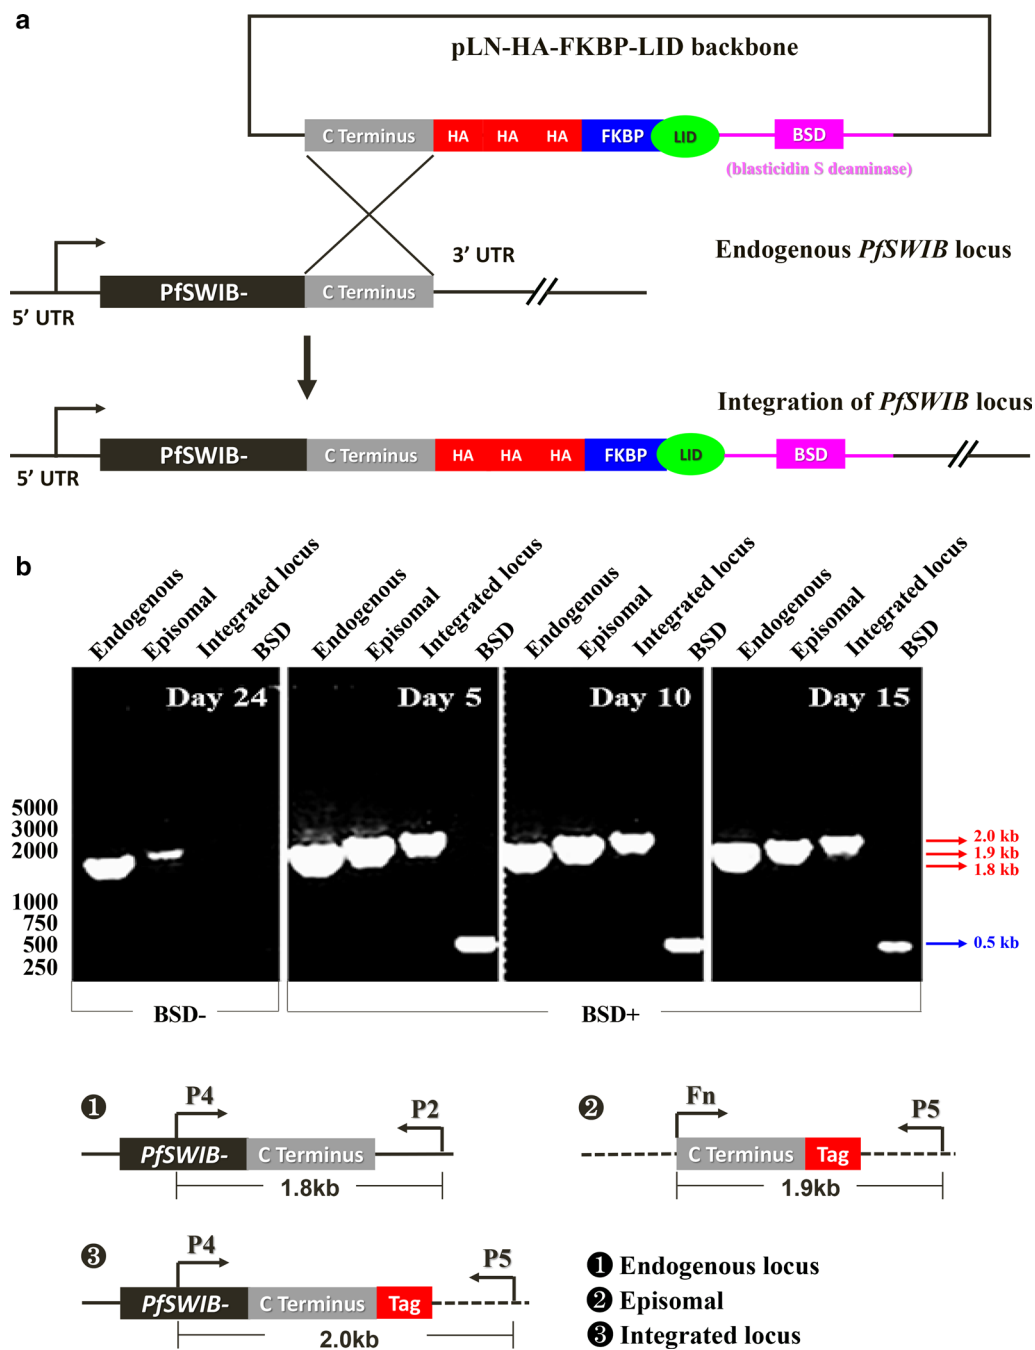 a
pLN-HA-FKBP-LID backbone
C Terminus HA HA HA FKBP LID BSD
(blasticidin S deaminase)
3' UTR
Endogenous PfSWIB locus
PfSWIB- C Terminus
5' UTR
Integration of PfSWIB locus
PfSWIB- C Terminus HA HA HA FKBP LID BSD
5' UTR
b
Endogenous Episomal Integrated locus BSD Endogenous Episomal Integrated locus BSD Endogenous Episomal Integrated locus BSD Endogenous Episomal Integrated locus BSD
Day 24 Day 5 Day 10 Day 15
5000
3000
2000
1000
750
500
250
2.0 kb
1.9 kb
1.8 kb
0.5 kb
BSD- BSD+
❶ P4 P2
PfSWIB- C Terminus
1.8kb
❷ Fn P5
C Terminus Tag
1.9kb
❸ P4 P5
PfSWIB- C Terminus Tag
2.0kb
❶ Endogenous locus
❷ Episomal
❸ Integrated locus